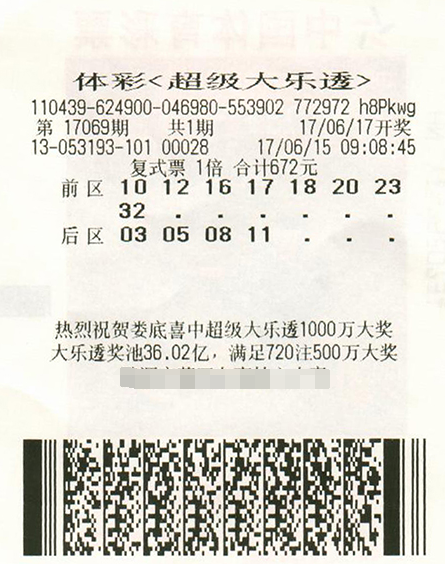 体彩<超级大乐透>
110439-624900-046980-553902 772972 h8Pkwg
第 17069期 共1期 17/06/17开奖
13-053193-101 00028 17/06/15 09:08:45
复式票 1倍 合计672元
前区 10 12 16 17 18 20 23
32 . . . . . .
后区 03 05 08 11 . . .
热烈祝贺娄底喜中超级大乐透1000万大奖
大乐透奖池36.02亿，满足720注500万大奖